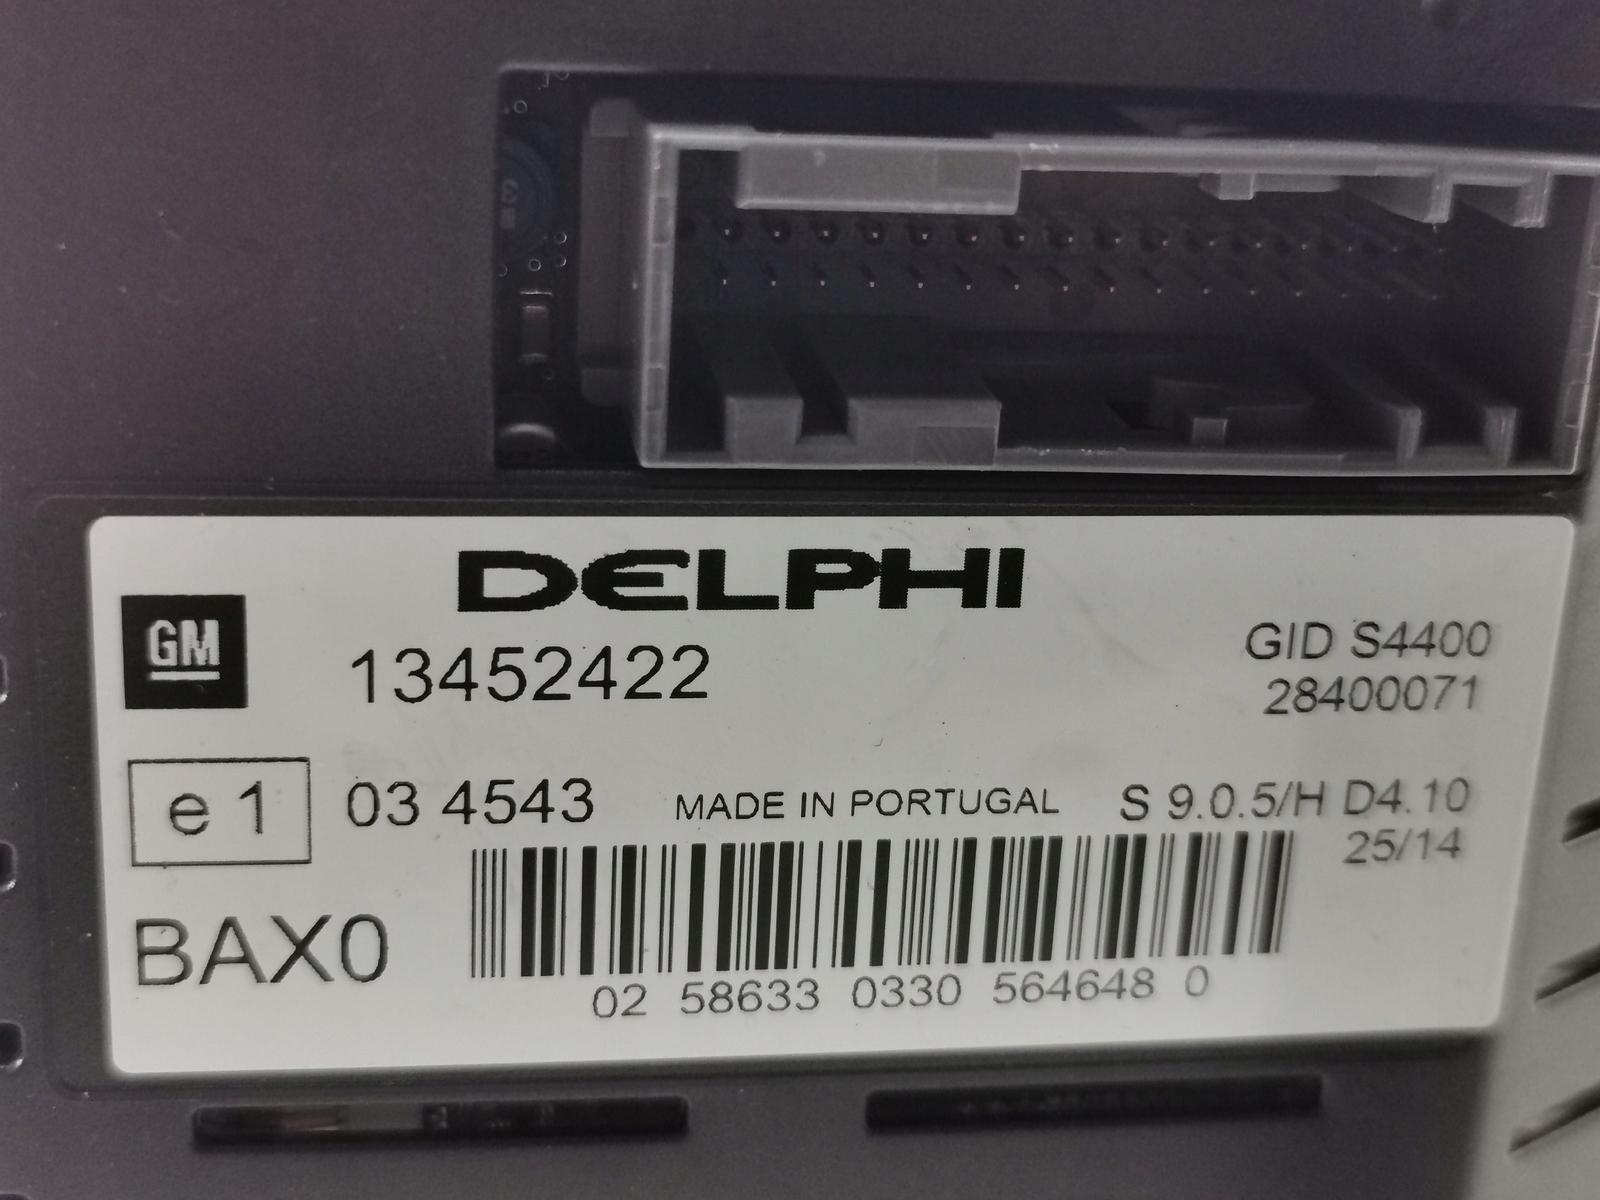 DELPHI
GM
13452422
GID S4400
28400071
e 1
03 4543
MADE IN PORTUGAL
S 9.0.5/H D4.10
25/14
BAX0
02 58633 0330 564648 0